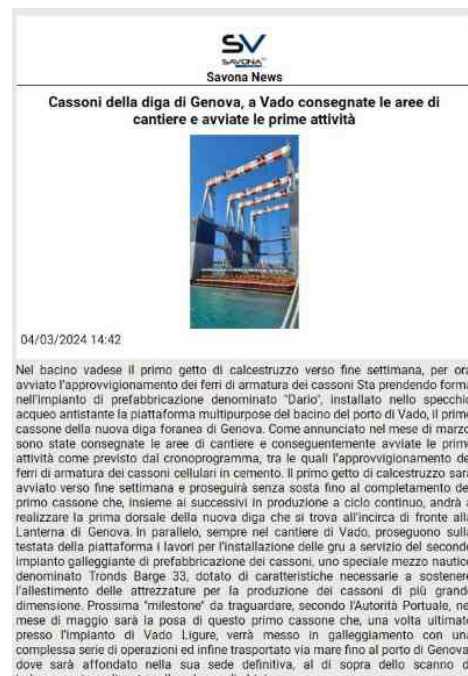 SV
SAVONA
Savona News
Cassoni della diga di Genova, a Vado consegnate le aree di
cantiere e avviate le prime attività
04/03/2024 14:42
Nel bacino vadese il primo getto di calcestruzzo verso fine settimana, per ora
avviato l'approvvigionamento dei ferri di armatura dei cassoni Sta prendendo forma
nell'impianto di prefabbricazione denominato "Dario", installato nello specchio
acqueo antistante la piattaforma multipurpose del bacino del porto di Vado, il primo
cassone della nuova diga foranea di Genova. Come annunciato nel mese di marzo
sono state consegnate le aree di cantiere e conseguentemente avviate le prime
attività come previsto dal cronoprogramma, tra le quali l'approvvigionamento dei
ferri di armatura dei cassoni cellulari in cemento. Il primo getto di calcestruzzo sarà
avviato verso fine settimana e proseguirà senza sosta fino al completamento del
primo cassone che, insieme ai successivi in produzione a ciclo continuo, andrà a
realizzare la prima dorsale della nuova diga che si trova all'incirca di fronte alla
Lanterna di Genova. In parallelo, sempre nel cantiere di Vado, proseguono sulla
testata della piattaforma i lavori per l'installazione delle gru a servizio del secondo
impianto galleggiante di prefabbricazione dei cassoni, uno speciale mezzo nautico
denominato Tronds Barge 33, dotato di caratteristiche necessarie a sostenere
l'allestimento delle attrezzature per la produzione dei cassoni di più grandi
dimensione. Prossima "milestone" da traguardare, secondo l'Autorità Portuale, nel
mese di maggio sarà la posa di questo primo cassone che, una volta ultimato
presso l'impianto di Vado Ligure, verrà messo in galleggiamento con una
complessa serie di operazioni ed infine trasportato via mare fino al porto di Genova,
dove sarà affondato nella sua sede definitiva, al di sopra dello scanno di